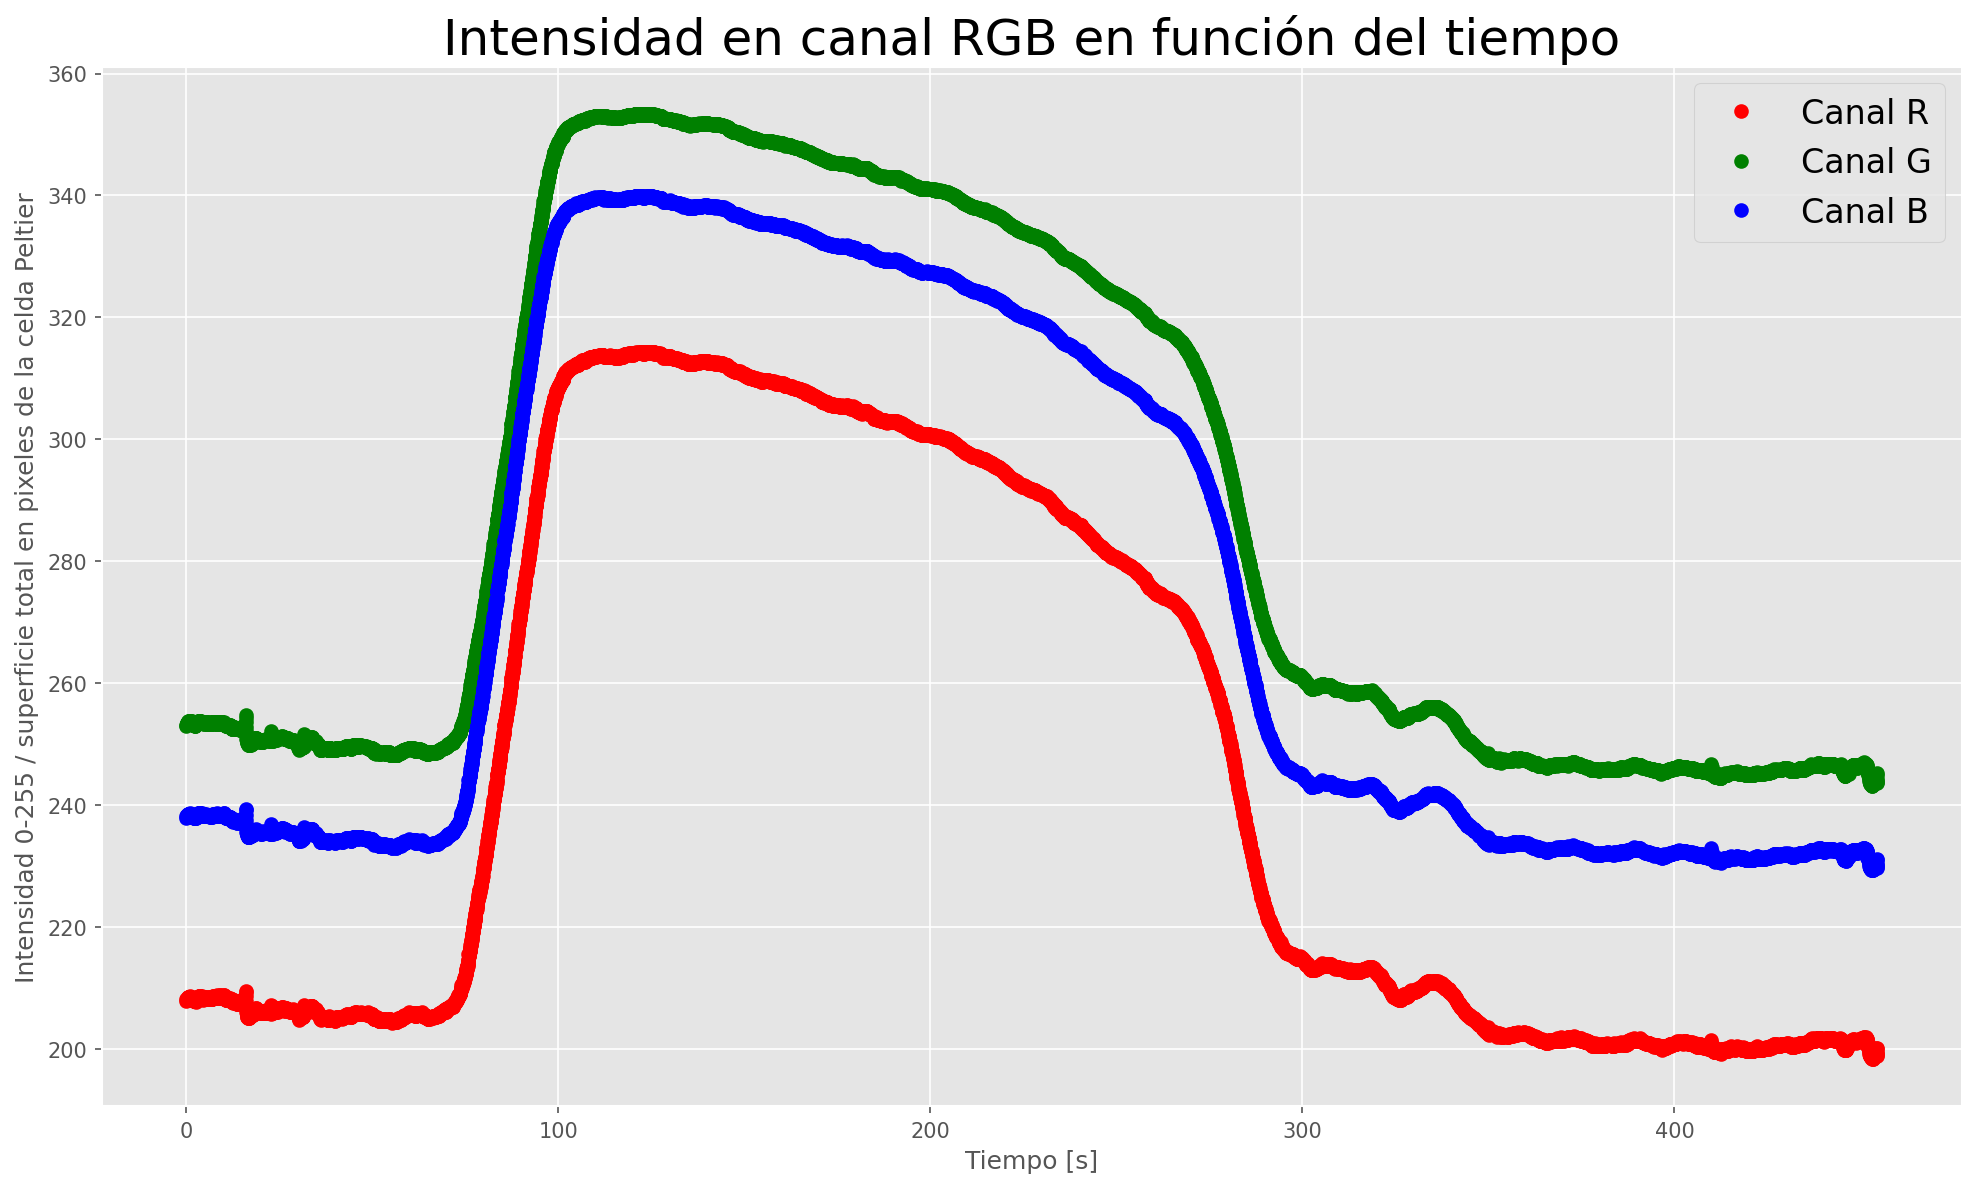 Intensidad en canal RGB en función del tiempo
360
340
320
300
280
260
240
220
200
Intensidad 0-255 / superficie total en pixeles de la celda Peltier
Canal R
Canal G
Canal B
0
100
200
300
400
Tiempo [s]